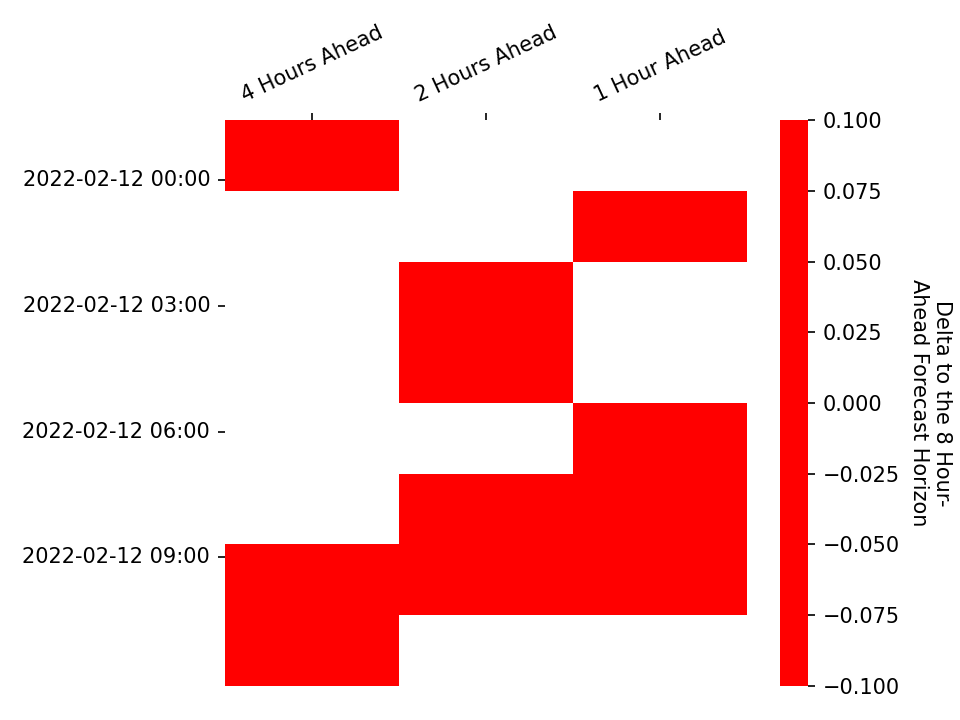 4 Hours Ahead
2 Hours Ahead
1 Hour Ahead
2022-02-12 00:00
2022-02-12 03:00
2022-02-12 06:00
2022-02-12 09:00
0.100
0.075
0.050
0.025
0.000
−0.025
−0.050
−0.075
−0.100
Delta to the 8 Hour-
Ahead Forecast Horizon